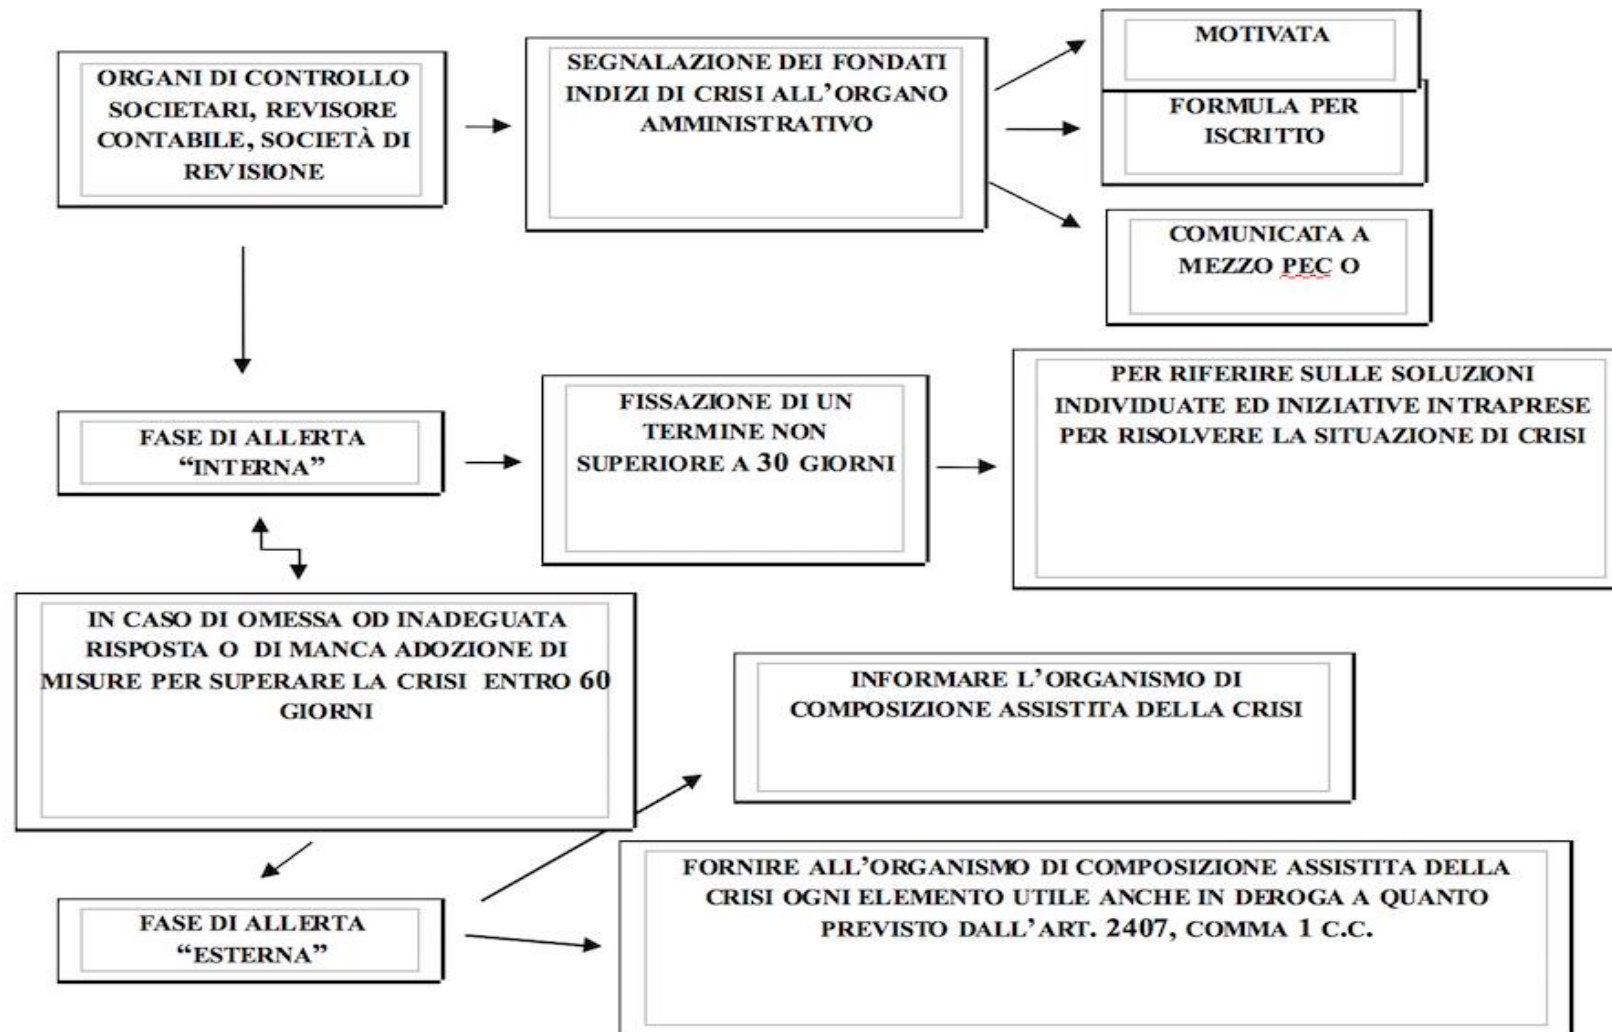 ORGANI DI CONTROLLO
SOCIETARI, REVISORE
CONTABILE, SOCIETÀ DI
REVISIONE
SEGNALAZIONE DEI FONDATI
INDIZI DI CRISI ALL’ORGANO
AMMINISTRATIVO
MOTIVATA
FORMULA PER
ISCRITTO
COMUNICATA A
MEZZO PEC O
FASE DI ALLERTA
“INTERNA”
FISSAZIONE DI UN
TERMINE NON
SUPERIORE A 30 GIORNI
PER RIFERIRE SULLE SOLUZIONI
INDIVIDUATE ED INIZIATIVE INTRAPRESE
PER RISOLVERE LA SITUAZIONE DI CRISI
IN CASO DI OMESSA OD INADEGUATA
RISPOSTA O DI MANCA ADOZIONE DI
MISURE PER SUPERARE LA CRISI ENTRO 60
GIORNI
INFORMARE L’ORGANISMO DI
COMPOSIZIONE ASSISTITA DELLA CRISI
FASE DI ALLERTA
“ESTERNA”
FORNIRE ALL’ORGANISMO DI COMPOSIZIONE ASSISTITA DELLA
CRISI OGNI ELEMENTO UTILE ANCHE IN DEROGA A QUANTO
PREVISTO DALL’ART. 2407, COMMA 1 C.C.